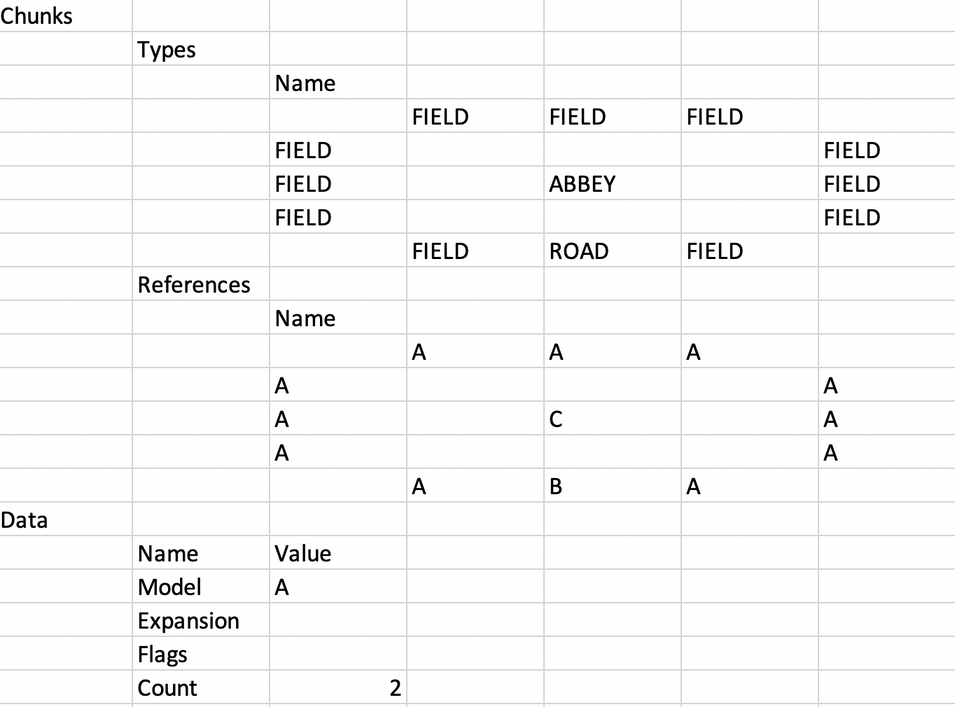 Chunks
Types
Name
FIELD FIELD FIELD
FIELD FIELD
FIELD ABBEY FIELD
FIELD FIELD
FIELD ROAD FIELD
References
Name
A A A
A A
A C A
A A
A B A
Data
Name Value
Model A
Expansion
Flags
Count 2